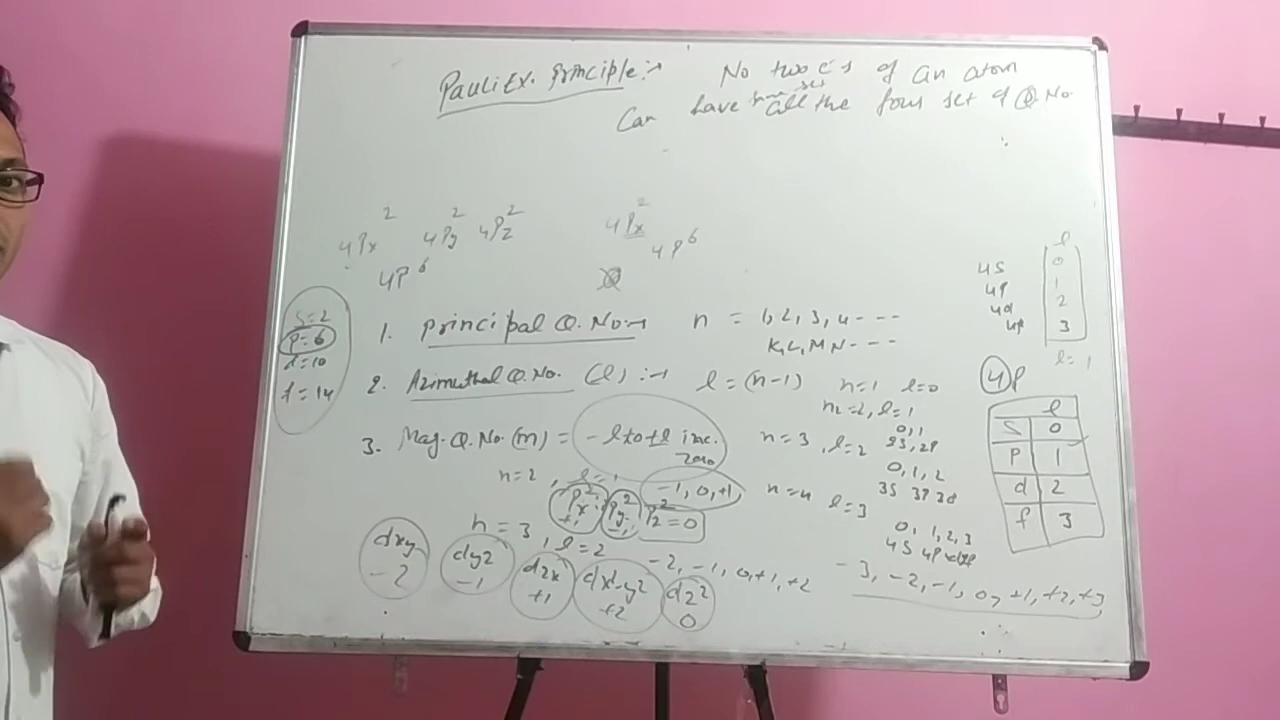 Pauli Ex. Principle:→ No two e⁻s of an atom
Can have same set all the four set of Q. No.
4Px² 4Py² 4Pz² 4Px²
4P⁶ 4P⁶
S=2
P=6
d=10
f=14
l
4S 0
4P 1
4d 2
4f 3
l=1
4P
1. Principal Q. No:→ n = 1, 2, 3, 4 - - -
K, L, M N - - -
2. Azimuthal Q. No. (l) :→ l = (n-1) n=1 l=0
n=2, l=1
0, 1
2S, 2P
3. Mag. Q. No. (m) = -l to +l inc. zero n=3, l=2
0, 1, 2
3S 3P 3d
n=2, l=1 -1, 0, +1 n=4 l=3
0, 1, 2, 3
4S 4P 4d 4f
Px² +1 Py² -1 Pz² = 0
n=3, l=2 -2, -1, 0, +1, +2
-3, -2, -1, 0, +1, +2, +3
dxy -2
dyz -1
dzx +1
dx²-y² +2
dz² 0
l
S 0
P 1
d 2
f 3